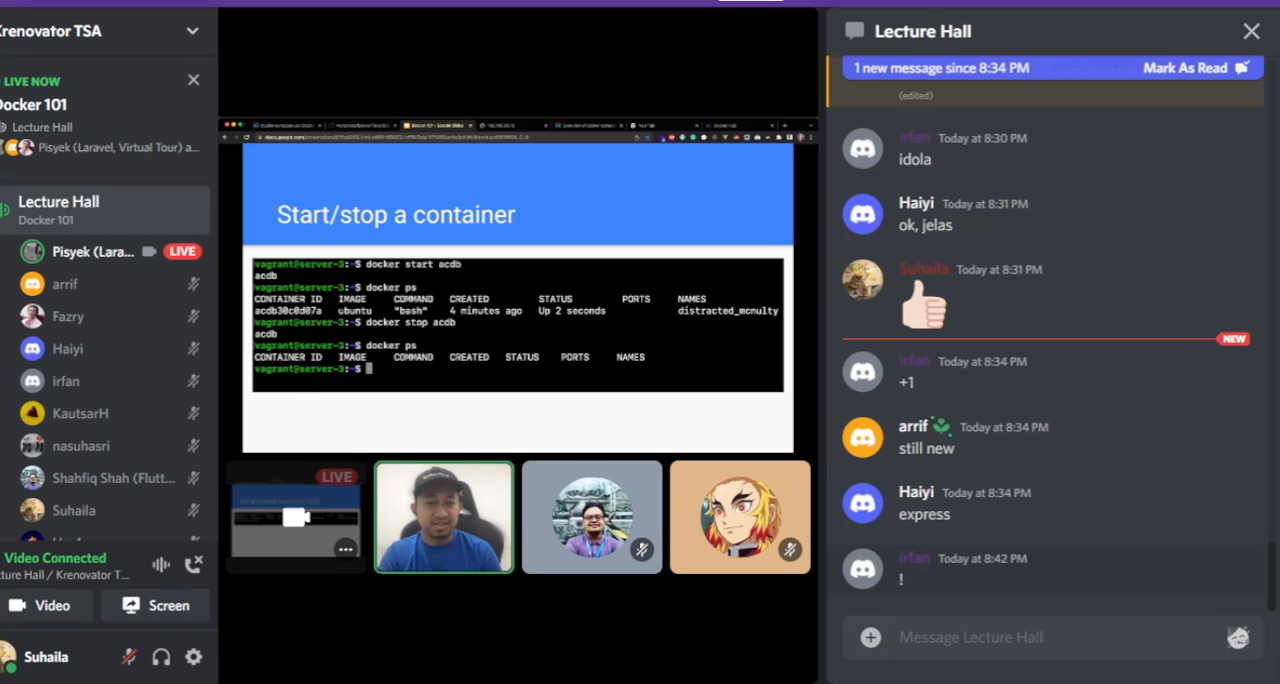 Krenovator TSA
LIVE NOW
Docker 101
Lecture Hall
Pisyek (Laravel, Virtual Tour) a...
Lecture Hall
Docker 101
Pisyek (Lara... LIVE
arrif
Fazry
Haiyi
irfan
KautsarH
nasuhasri
Shahfiq Shah (Flutt...
Suhaila
Video Connected
cture Hall / Krenovator T...
Video
Screen
Suhaila
Start/stop a container
vagrant@server-3:~$ docker start acdb
acdb
vagrant@server-3:~$ docker ps
CONTAINER ID IMAGE COMMAND CREATED STATUS PORTS NAMES
acdb30c0d07a ubuntu "bash" 4 minutes ago Up 2 seconds distracted_mcnulty
vagrant@server-3:~$ docker stop acdb
acdb
vagrant@server-3:~$ docker ps
CONTAINER ID IMAGE COMMAND CREATED STATUS PORTS NAMES
vagrant@server-3:~$
LIVE
Lecture Hall
1 new message since 8:34 PM Mark As Read
(edited)
irfan Today at 8:30 PM
idola
Haiyi Today at 8:31 PM
ok, jelas
Suhaila Today at 8:31 PM
NEW
irfan Today at 8:34 PM
+1
arrif Today at 8:34 PM
still new
Haiyi Today at 8:34 PM
express
irfan Today at 8:42 PM
!
Message Lecture Hall